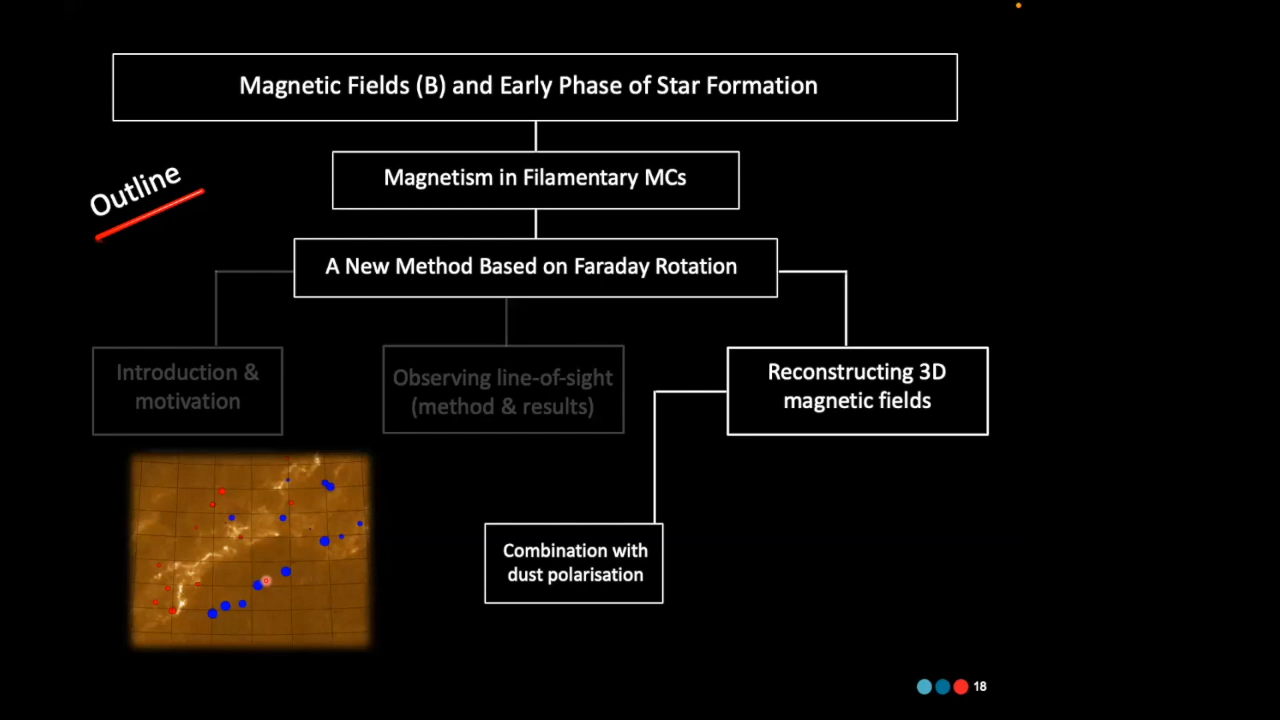 Magnetic Fields (B) and Early Phase of Star Formation
Outline
Magnetism in Filamentary MCs
A New Method Based on Faraday Rotation
Introduction &
motivation
Observing line-of-sight
(method & results)
Reconstructing 3D
magnetic fields
Combination with
dust polarisation
18